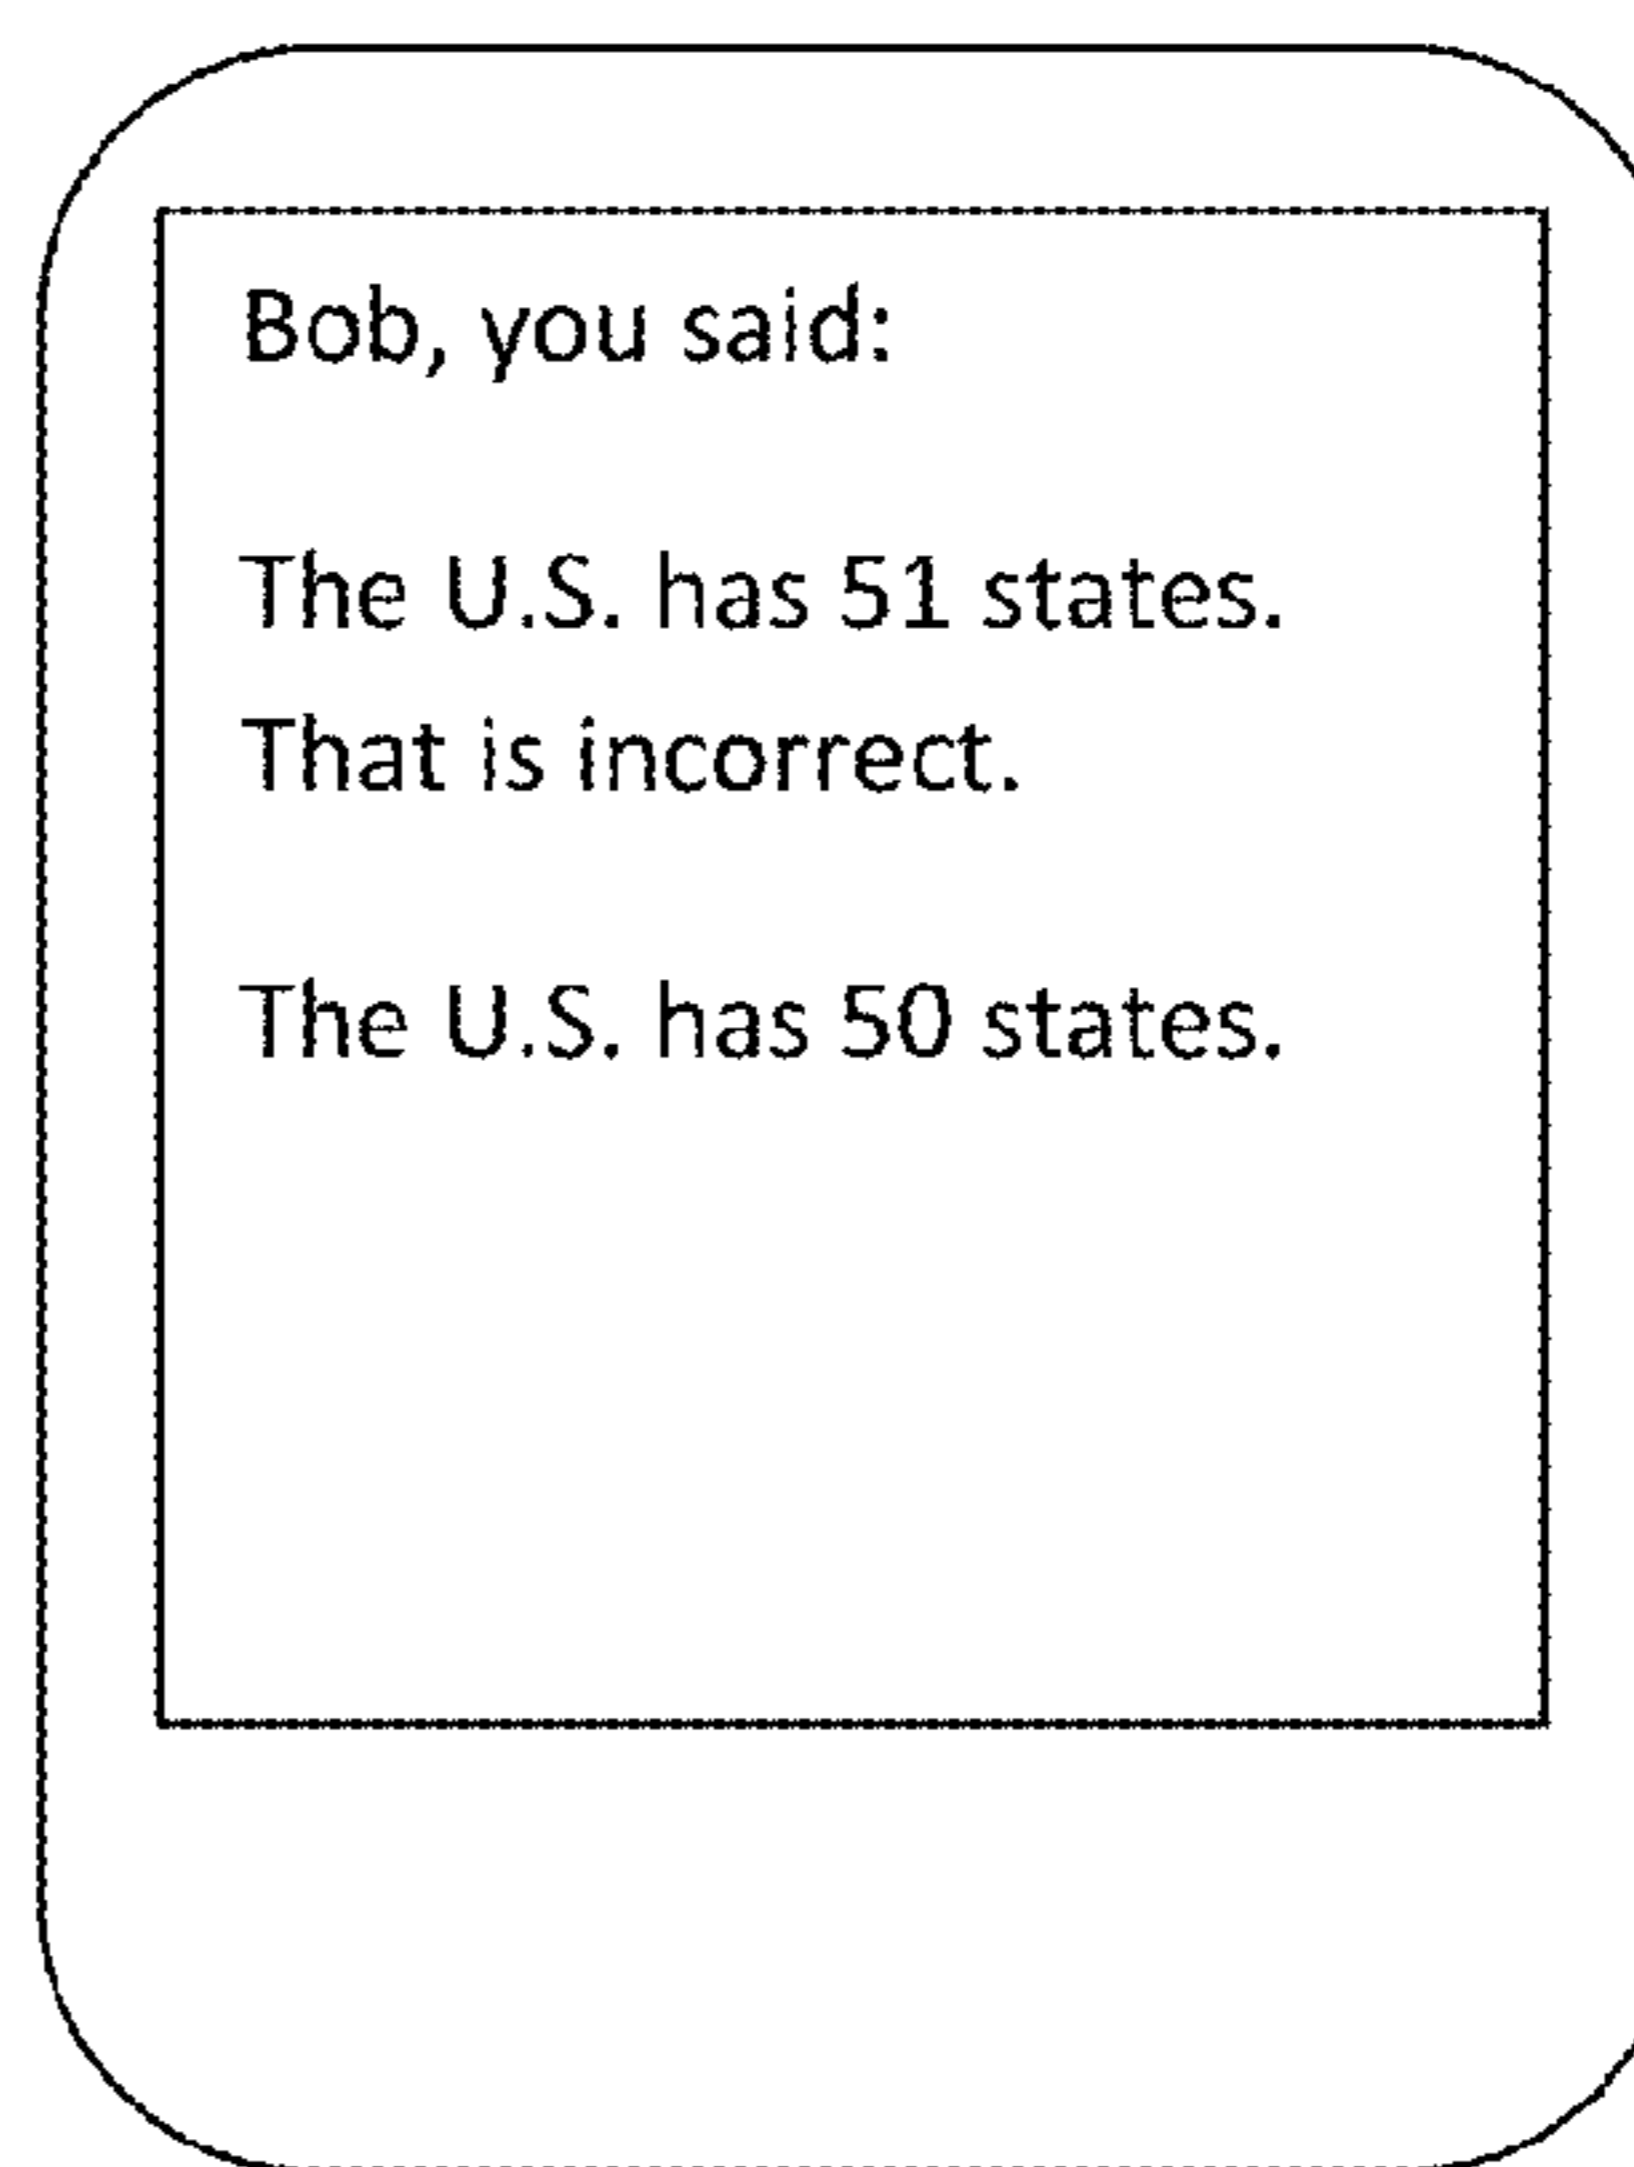 Bob, you said:
The U.S. has 51 states.
That is incorrect.
The U.S. has 50 states.